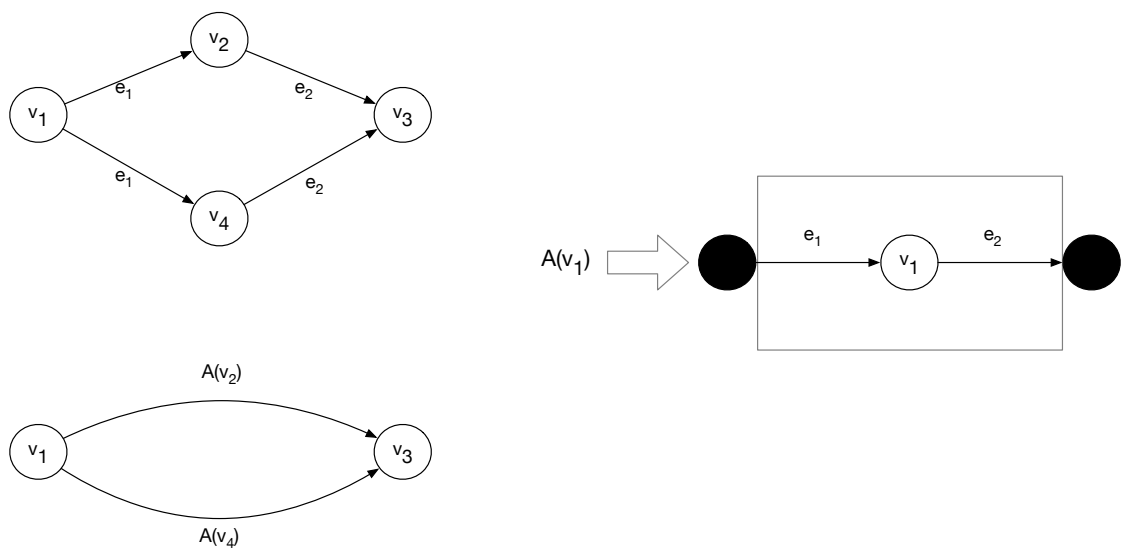 v₂
e₁
e₂
v₁
v₃
e₁
e₂
v₄
A(v₁)
e₁
v₁
e₂
A(v₂)
v₁
v₃
A(v₄)